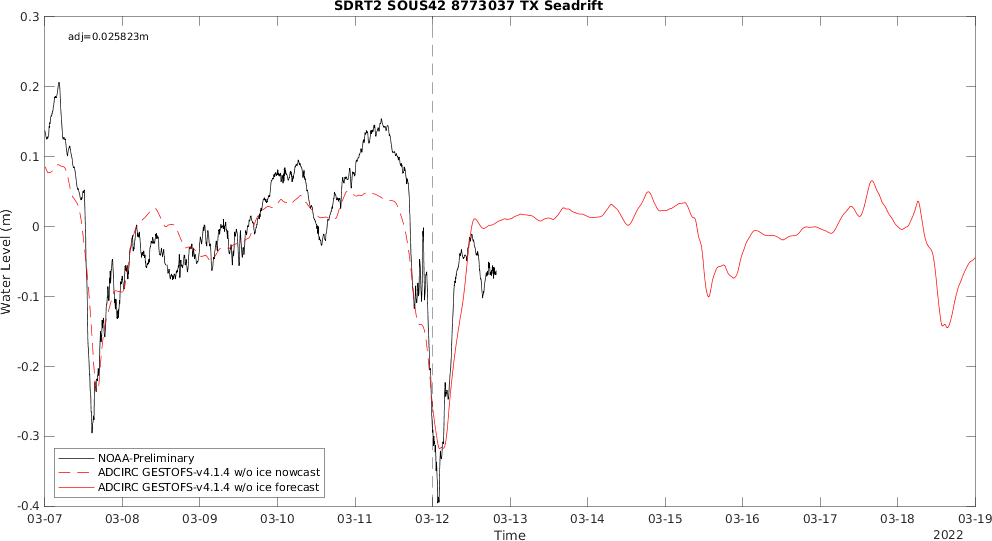 SDRT2 SOUS42 8773037 TX Seadrift
adj=0.025823m
Water Level (m)
0.3
0.2
0.1
0
-0.1
-0.2
-0.3
-0.4
NOAA-Preliminary
ADCIRC GESTOFS-v4.1.4 w/o ice nowcast
ADCIRC GESTOFS-v4.1.4 w/o ice forecast
03-07 03-08 03-09 03-10 03-11 03-12 03-13 03-14 03-15 03-16 03-17 03-18 03-19
Time
2022